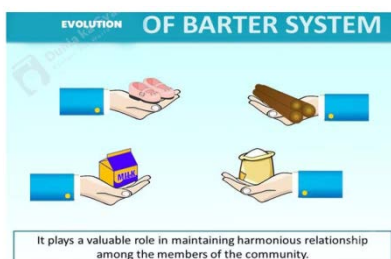 EVOLUTION OF BARTER SYSTEM
MILK
It plays a valuable role in maintaining harmonious relationship
among the members of the community.